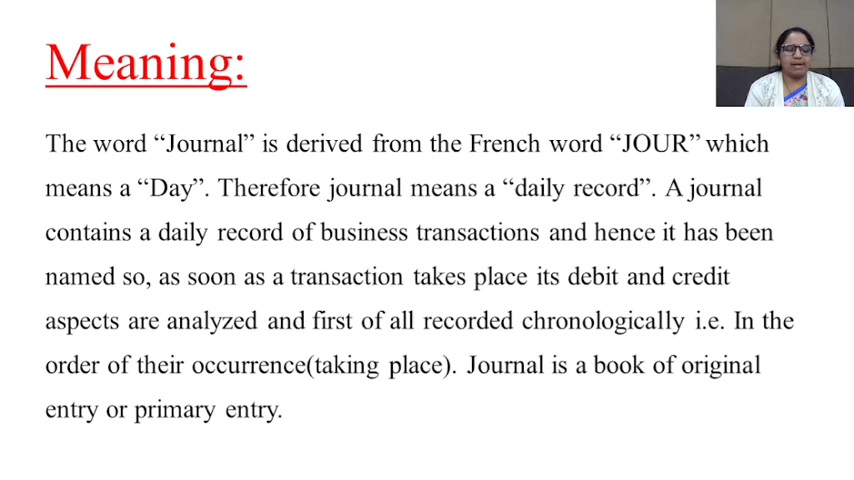 Meaning:
The word “Journal” is derived from the French word “JOUR” which
means a “Day”. Therefore journal means a “daily record”. A journal
contains a daily record of business transactions and hence it has been
named so, as soon as a transaction takes place its debit and credit
aspects are analyzed and first of all recorded chronologically i.e. In the
order of their occurrence(taking place). Journal is a book of original
entry or primary entry.